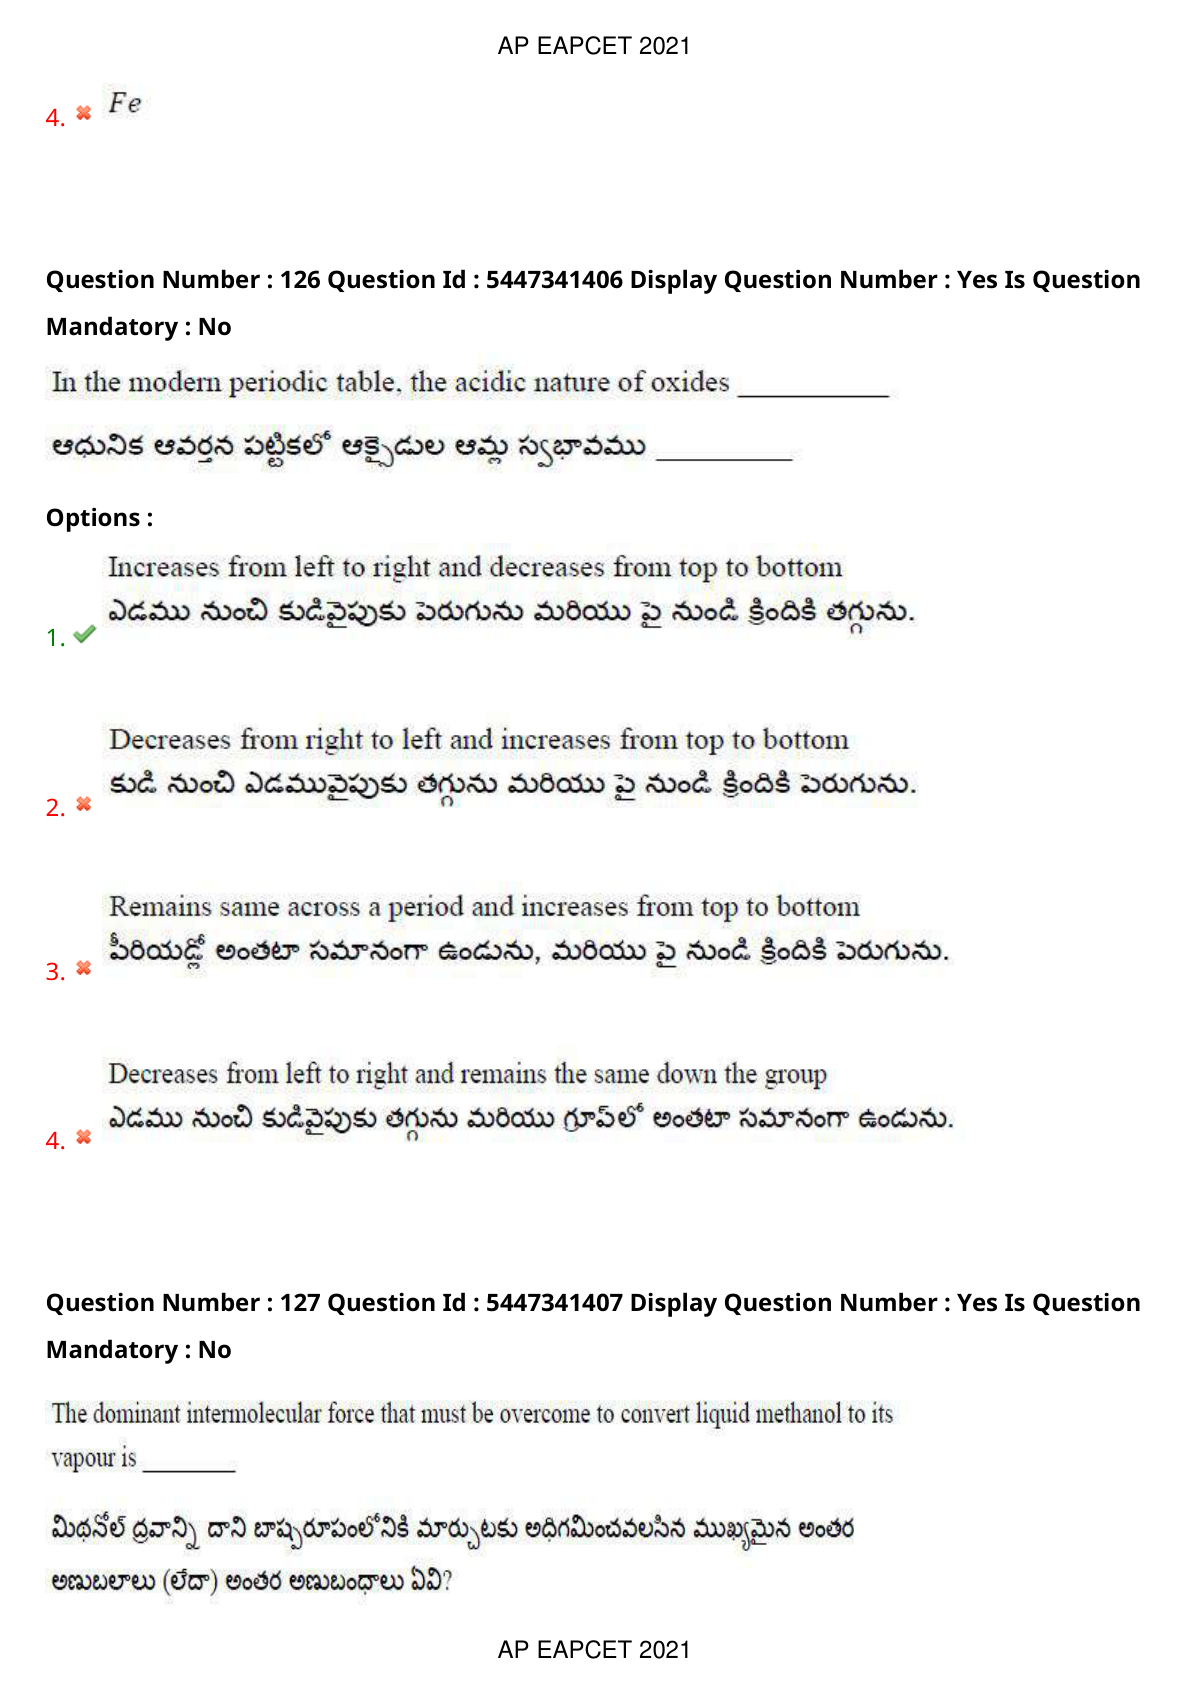 AP EAPCET 2021
4. Fe
Question Number : 126 Question Id : 5447341406 Display Question Number : Yes Is Question
Mandatory : No
In the modern periodic table, the acidic nature of oxides __________
ఆధునిక ఆవర్తన పట్టికలో ఆక్సైడుల ఆమ్ల స్వభావము __________
Options :
Increases from left to right and decreases from top to bottom
ఎడము నుంచి కుడివైపుకు పెరుగును మరియు పై నుండి క్రిందికి తగ్గును.
1.
Decreases from right to left and increases from top to bottom
కుడి నుంచి ఎడమువైపుకు తగ్గును మరియు పై నుండి క్రిందికి పెరుగును.
2.
Remains same across a period and increases from top to bottom
పీరియడ్లో అంతటా సమానంగా ఉండును, మరియు పై నుండి క్రిందికి పెరుగును.
3.
Decreases from left to right and remains the same down the group
ఎడము నుంచి కుడివైపుకు తగ్గును మరియు గ్రూప్‌లో అంతటా సమానంగా ఉండును.
4.
Question Number : 127 Question Id : 5447341407 Display Question Number : Yes Is Question
Mandatory : No
The dominant intermolecular force that must be overcome to convert liquid methanol to its
vapour is _______
మిథనోల్ ద్రవాన్ని దాని బాష్పరూపంలోనికి మార్చుటకు అధిగమించవలసిన ముఖ్యమైన అంతర
అణుబలాలు (లేదా) అంతర అణుబంధాలు ఏవి?
AP EAPCET 2021